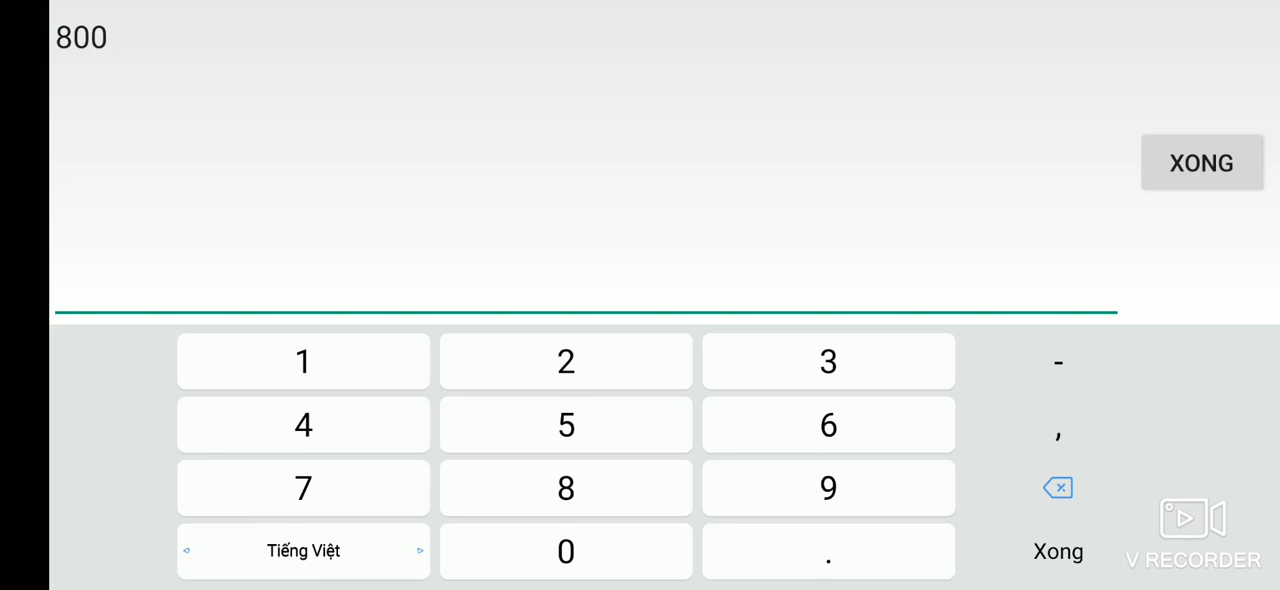 800
XONG
1 2 3 -
4 5 6 ,
7 8 9
Tiếng Việt 0 . Xong
V RECORDER